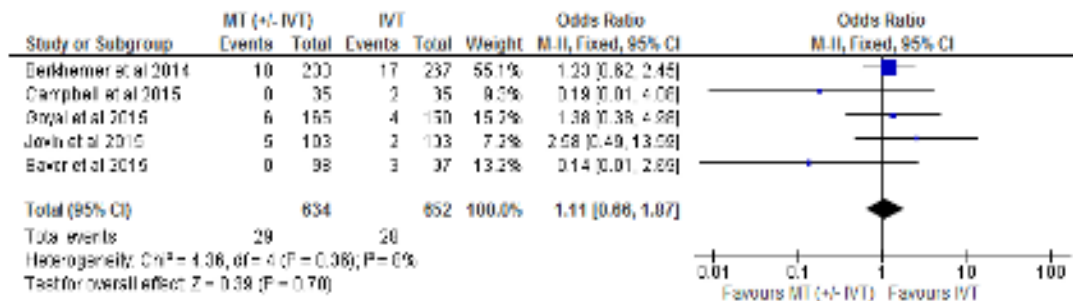 MT (+/- IVT) IVT Odds Ratio Odds Ratio
Study or Subgroup Events Total Events Total Weight M-H, Fixed, 95% CI M-H, Fixed, 95% CI
Berkhemer et al 2014 18 233 17 267 55.1% 1.23 [0.62, 2.45]
Campbell et al 2015 0 35 2 35 9.3% 0.19 [0.01, 4.08]
Goyal et al 2015 6 165 4 150 15.2% 1.38 [0.38, 4.98]
Jovin et al 2015 5 103 2 103 7.2% 2.58 [0.49, 13.59]
Saver et al 2015 0 98 3 97 13.2% 0.14 [0.01, 2.69]
Total (95% CI) 634 652 100.0% 1.11 [0.66, 1.87]
Total events 29 28
Heterogeneity: Chi² = 4.36, df = 4 (P = 0.36); I² = 8%
Test for overall effect: Z = 0.39 (P = 0.70)
0.01 0.1 1 10 100
Favours MT (+/- IVT) Favours IVT